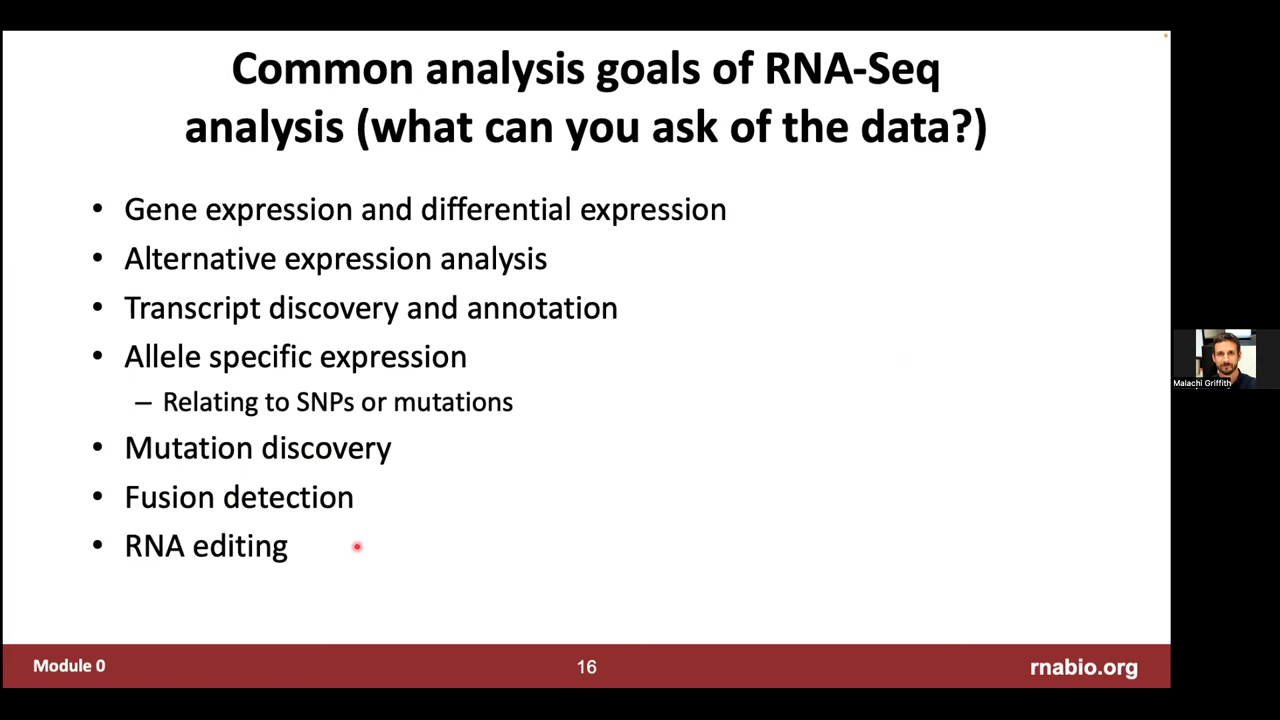 Common analysis goals of RNA-Seq
analysis (what can you ask of the data?)
• Gene expression and differential expression
• Alternative expression analysis
• Transcript discovery and annotation
• Allele specific expression
– Relating to SNPs or mutations
• Mutation discovery
• Fusion detection
• RNA editing
Malachi Griffith
Module 0
16
rnabio.org